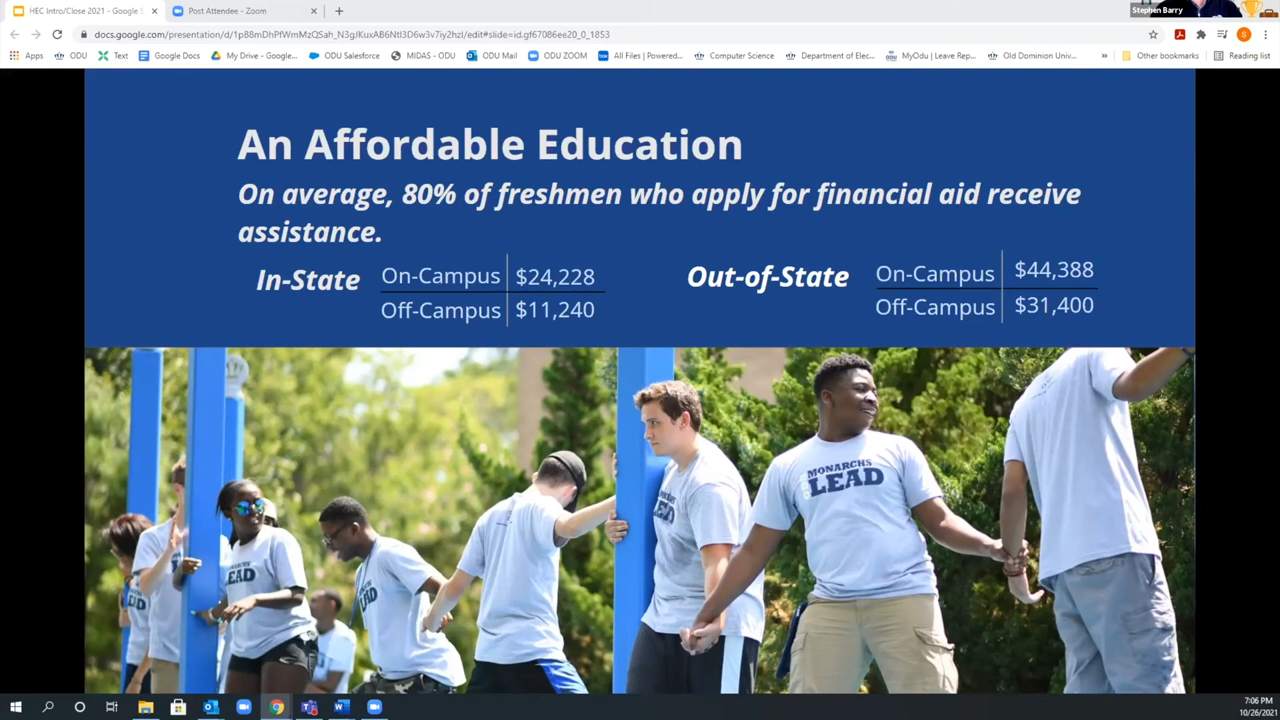 HEC Intro/Close 2021 - Google S
Post Attendee - Zoom
Stephen Barry
docs.google.com/presentation/d/1pB8mDhPfWmMzQSah_N3gJKuxAB6NtI3D6w3v7iy2hzI/edit#slide=id.gf67086ee20_0_1853
S
Apps
ODU
Text
Google Docs
My Drive - Google...
ODU Salesforce
MIDAS - ODU
ODU Mail
ODU ZOOM
All Files | Powered...
Computer Science
Department of Elec...
MyOdu | Leave Rep...
Old Dominion Univ...
»
Other bookmarks
Reading list
An Affordable Education
On average, 80% of freshmen who apply for financial aid receive
assistance.
In-State
On-Campus $24,228
Off-Campus $11,240
Out-of-State
On-Campus $44,388
Off-Campus $31,400
MONARCHS
LEAD
LEAD
LEAD
7:06 PM
10/26/2021